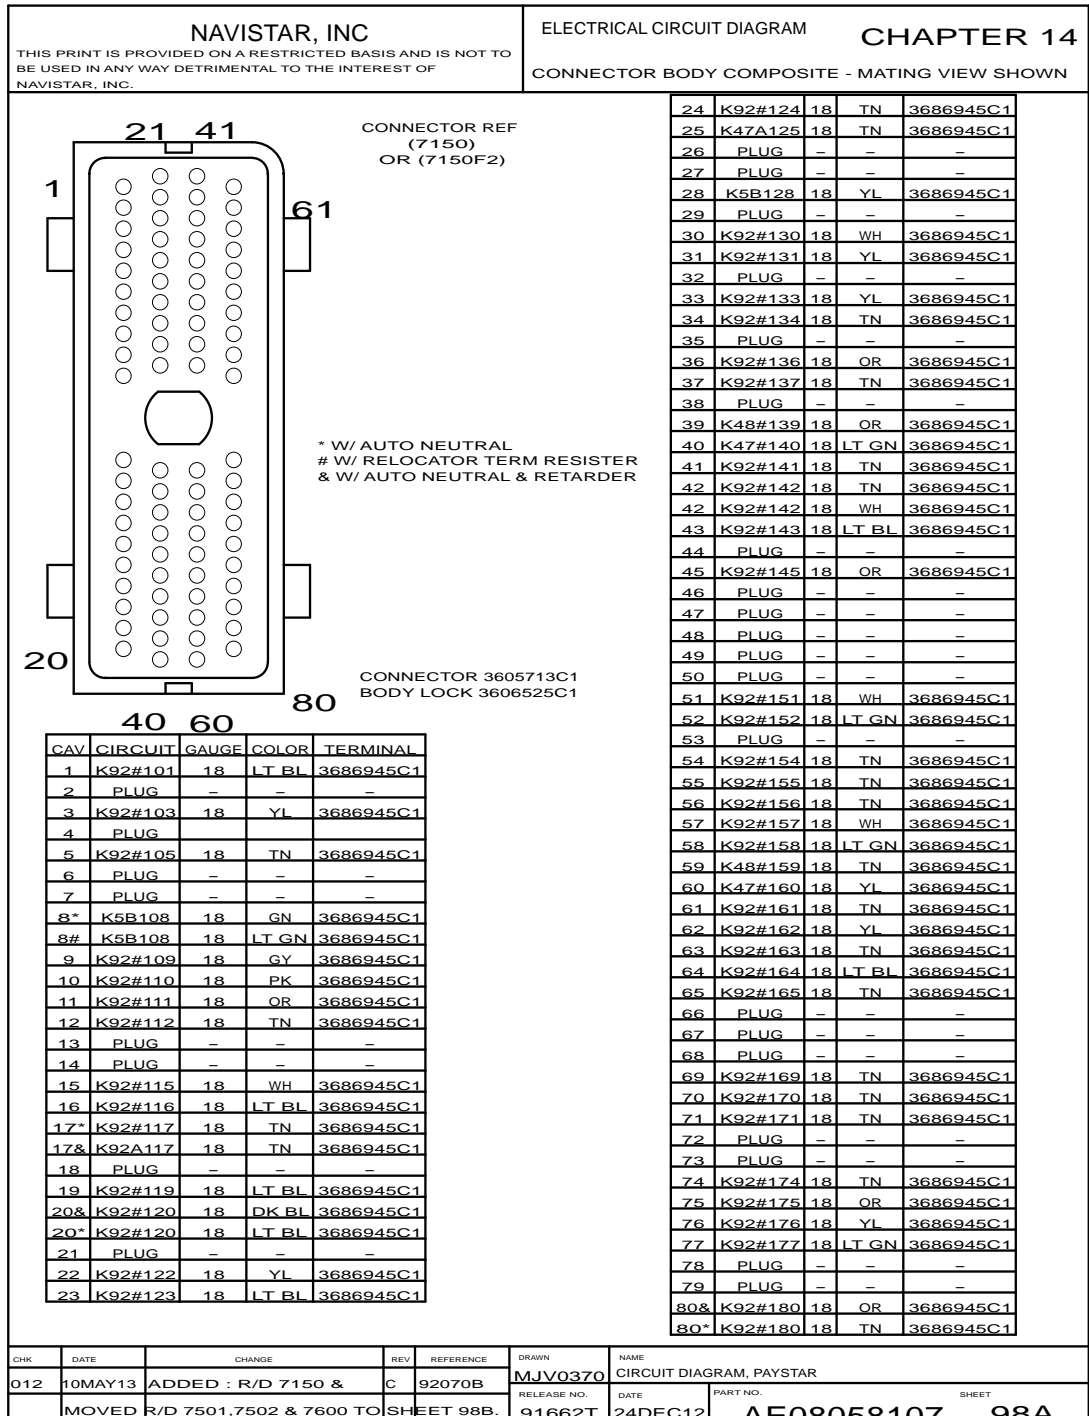 NAVISTAR, INC
THIS PRINT IS PROVIDED ON A RESTRICTED BASIS AND IS NOT TO
BE USED IN ANY WAY DETRIMENTAL TO THE INTEREST OF
NAVISTAR, INC.
ELECTRICAL CIRCUIT DIAGRAM
CHAPTER 14
CONNECTOR BODY COMPOSITE - MATING VIEW SHOWN
21 41
1
61
20
80
40 60
CONNECTOR REF
(7150)
OR (7150F2)
* W/ AUTO NEUTRAL
# W/ RELOCATOR TERM RESISTER
& W/ AUTO NEUTRAL & RETARDER
CONNECTOR 3605713C1
BODY LOCK 3606525C1
CAV CIRCUIT GAUGE COLOR TERMINAL
1 K92#101 18 LT BL 3686945C1
2 PLUG – – –
3 K92#103 18 YL 3686945C1
4 PLUG
5 K92#105 18 TN 3686945C1
6 PLUG – – –
7 PLUG – – –
8* K5B108 18 GN 3686945C1
8# K5B108 18 LT GN 3686945C1
9 K92#109 18 GY 3686945C1
10 K92#110 18 PK 3686945C1
11 K92#111 18 OR 3686945C1
12 K92#112 18 TN 3686945C1
13 PLUG – – –
14 PLUG – – –
15 K92#115 18 WH 3686945C1
16 K92#116 18 LT BL 3686945C1
17* K92#117 18 TN 3686945C1
17& K92A117 18 TN 3686945C1
18 PLUG – – –
19 K92#119 18 LT BL 3686945C1
20& K92#120 18 DK BL 3686945C1
20* K92#120 18 LT BL 3686945C1
21 PLUG – – –
22 K92#122 18 YL 3686945C1
23 K92#123 18 LT BL 3686945C1
24 K92#124 18 TN 3686945C1
25 K47A125 18 TN 3686945C1
26 PLUG – – –
27 PLUG – – –
28 K5B128 18 YL 3686945C1
29 PLUG – – –
30 K92#130 18 WH 3686945C1
31 K92#131 18 YL 3686945C1
32 PLUG – – –
33 K92#133 18 YL 3686945C1
34 K92#134 18 TN 3686945C1
35 PLUG – – –
36 K92#136 18 OR 3686945C1
37 K92#137 18 TN 3686945C1
38 PLUG – – –
39 K48#139 18 OR 3686945C1
40 K47#140 18 LT GN 3686945C1
41 K92#141 18 TN 3686945C1
42 K92#142 18 TN 3686945C1
42 K92#142 18 WH 3686945C1
43 K92#143 18 LT BL 3686945C1
44 PLUG – – –
45 K92#145 18 OR 3686945C1
46 PLUG – – –
47 PLUG – – –
48 PLUG – – –
49 PLUG – – –
50 PLUG – – –
51 K92#151 18 WH 3686945C1
52 K92#152 18 LT GN 3686945C1
53 PLUG – – –
54 K92#154 18 TN 3686945C1
55 K92#155 18 TN 3686945C1
56 K92#156 18 TN 3686945C1
57 K92#157 18 WH 3686945C1
58 K92#158 18 LT GN 3686945C1
59 K48#159 18 TN 3686945C1
60 K47#160 18 YL 3686945C1
61 K92#161 18 TN 3686945C1
62 K92#162 18 YL 3686945C1
63 K92#163 18 TN 3686945C1
64 K92#164 18 LT BL 3686945C1
65 K92#165 18 TN 3686945C1
66 PLUG – – –
67 PLUG – – –
68 PLUG – – –
69 K92#169 18 TN 3686945C1
70 K92#170 18 TN 3686945C1
71 K92#171 18 TN 3686945C1
72 PLUG – – –
73 PLUG – – –
74 K92#174 18 TN 3686945C1
75 K92#175 18 OR 3686945C1
76 K92#176 18 YL 3686945C1
77 K92#177 18 LT GN 3686945C1
78 PLUG – – –
79 PLUG – – –
80& K92#180 18 OR 3686945C1
80* K92#180 18 TN 3686945C1
CHK DATE CHANGE REV REFERENCE
012 10MAY13 ADDED : R/D 7150 & C 92070B
MOVED R/D 7501,7502 & 7600 TO SHEET 98B.
DRAWN
MJV0370
NAME
CIRCUIT DIAGRAM, PAYSTAR
RELEASE NO. DATE PART NO. SHEET
91662T 24DEC12 AE08058107 98A